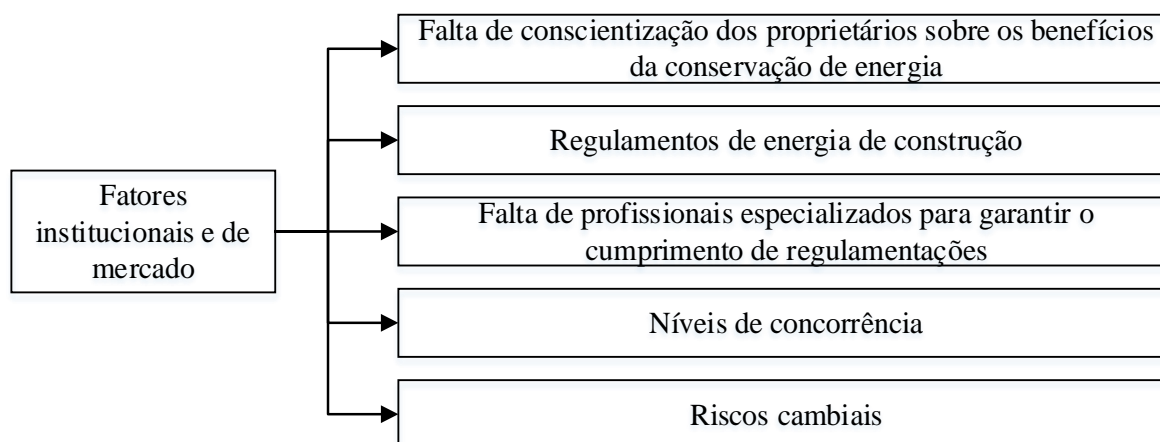 Falta de conscientização dos proprietários sobre os benefícios
da conservação de energia
Regulamentos de energia de construção
Fatores
institucionais e de
mercado
Falta de profissionais especializados para garantir o
cumprimento de regulamentações
Níveis de concorrência
Riscos cambiais